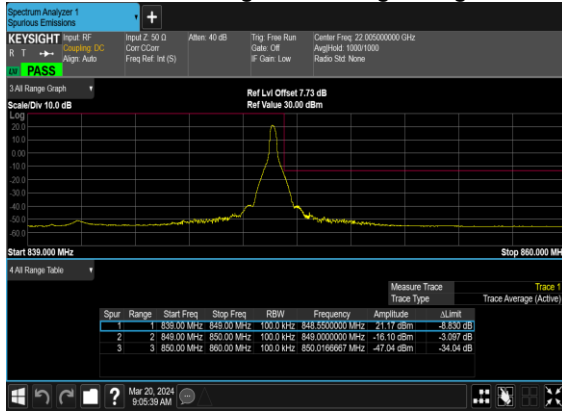 Spectrum Analyzer 1
Spurious Emissions
+
KEYSIGHT Input: RF Input Z: 50 Ω Atten: 40 dB Trig: Free Run Center Freq: 22.005000000 GHz
R T Coupling: DC Corr CCorr Gate: Off Avg|Hold: 1000/1000
Align: Auto Freq Ref: Int (S) IF Gain: Low Radio Std: None
PASS
3 All Range Graph
Ref Lvl Offset 7.73 dB
Scale/Div 10.0 dB Ref Value 30.00 dBm
Log
20.0
10.0
0.00
-10.0
-20.0
-30.0
-40.0
-50.0
-60.0
Start 839.000 MHz Stop 860.000 MHz
4 All Range Table
Measure Trace Trace 1
Trace Type Trace Average (Active)
Spur Range Start Freq Stop Freq RBW Frequency Amplitude ΔLimit
1 1 839.00 MHz 849.00 MHz 100.0 kHz 848.5500000 MHz 21.17 dBm -8.830 dB
2 2 849.00 MHz 850.00 MHz 100.0 kHz 849.0000000 MHz -16.10 dBm -3.097 dB
3 3 850.00 MHz 860.00 MHz 100.0 kHz 850.0166667 MHz -47.04 dBm -34.04 dB
? Mar 20, 2024
9:05:39 AM